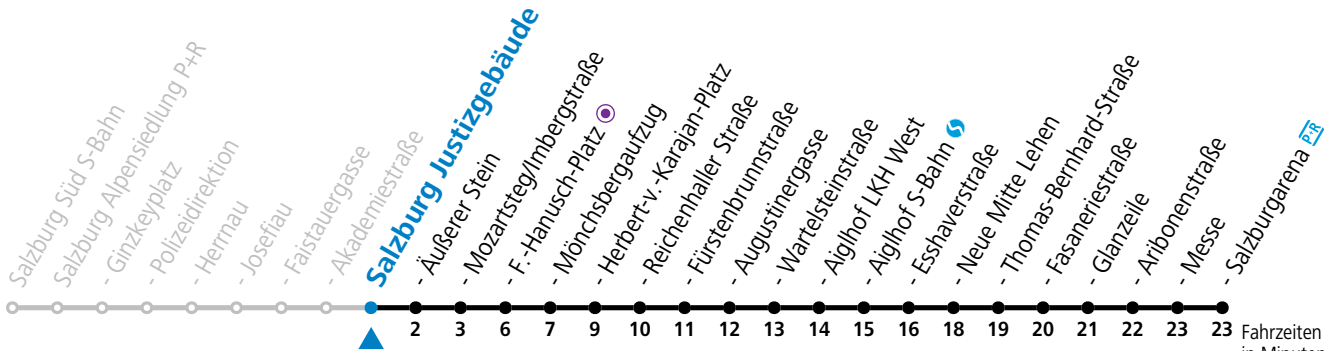 Salzburg Süd S-Bahn
Salzburg Alpensiedlung P+R
- Ginzkeyplatz
- Polizeidirektion
- Herrnau
- Josefiau
- Faistauergasse
- Akademiestraße
Salzburg Justizgebäude
- Äußerer Stein
- Mozartsteg/Imbergstraße
- F.-Hanusch-Platz
- Mönchsbergaufzug
- Herbert-v.-Karajan-Platz
- Reichenhaller Straße
- Fürstenbrunnstraße
- Augustinergasse
- Wartelsteinstraße
- Aiglhof LKH West
- Aiglhof S-Bahn
- Esshaverstraße
- Neue Mitte Lehen
- Thomas-Bernhard-Straße
- Fasaneriestraße
- Glanzeile
- Aribonenstraße
- Messe
- Salzburgarena P+R
2 3 6 7 9 10 11 12 13 14 15 16 18 19 20 21 22 23 23 Fahrzeiten
in Minuten